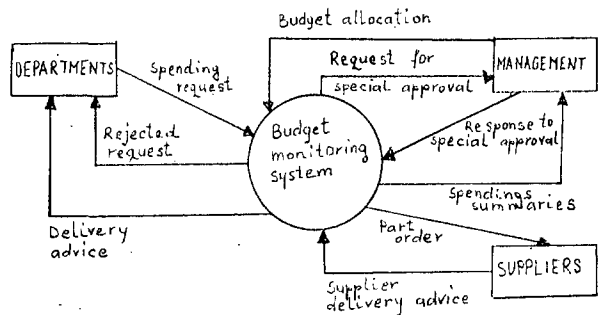 Budget allocation
DEPARTMENTS
Spending
request
Request for
special approval
MANAGEMENT
Rejected
request
Budget
monitoring
system
Response to
special approval
Spendings
summaries
Delivery
advice
Part
order
SUPPLIERS
Supplier
delivery advice